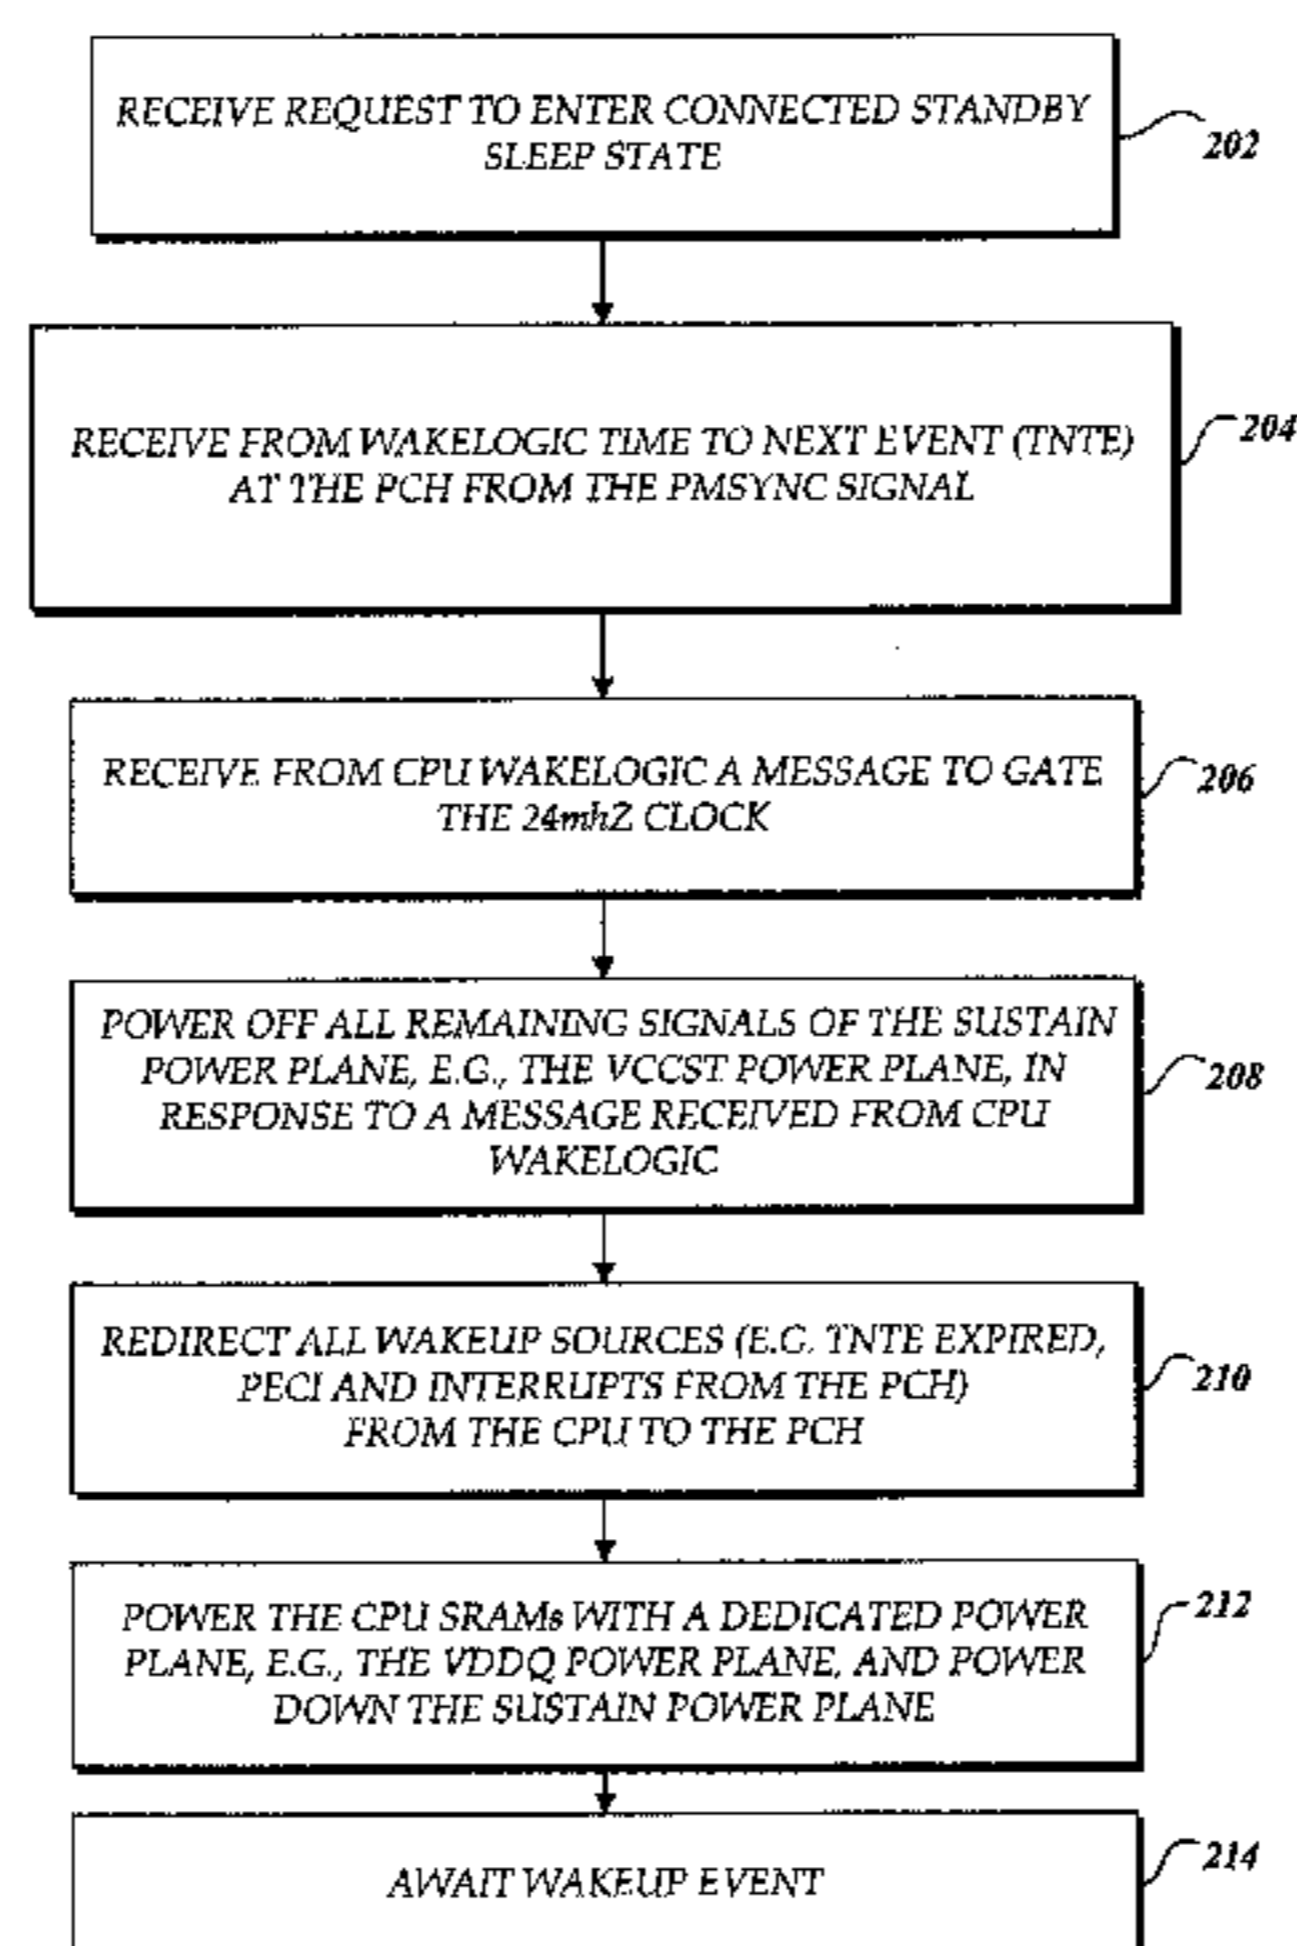 RECEIVE REQUEST TO ENTER CONNECTED STANDBY
SLEEP STATE
202
RECEIVE FROM WAKELOGIC TIME TO NEXT EVENT (TNTE)
AT THE PCH FROM THE PMSYNC SIGNAL
204
RECEIVE FROM CPU WAKELOGIC A MESSAGE TO GATE
THE 24mhZ CLOCK
206
POWER OFF ALL REMAINING SIGNALS OF THE SUSTAIN
POWER PLANE, E.G., THE VCCST POWER PLANE, IN
RESPONSE TO A MESSAGE RECEIVED FROM CPU
WAKELOGIC
208
REDIRECT ALL WAKEUP SOURCES (E.G. TNTE EXPIRED,
PECI AND INTERRUPTS FROM THE PCH)
FROM THE CPU TO THE PCH
210
POWER THE CPU SRAMs WITH A DEDICATED POWER
PLANE, E.G., THE VDDQ POWER PLANE, AND POWER
DOWN THE SUSTAIN POWER PLANE
212
AWAIT WAKEUP EVENT
214